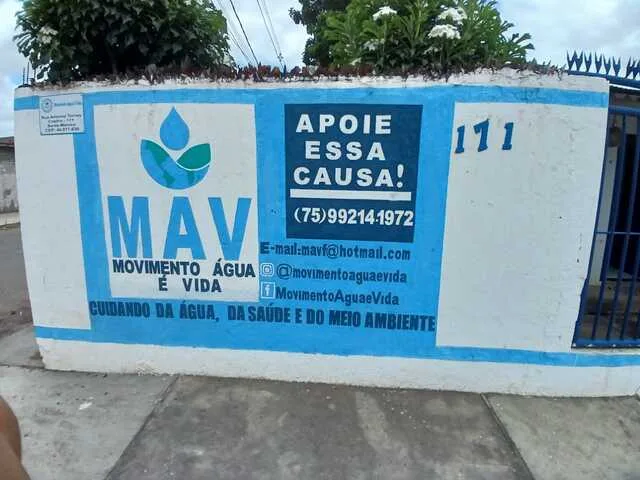 MAV
MOVIMENTO ÁGUA
É VIDA
APOIE
ESSA
CAUSA!
(75)99214-1972
E-mail:mavf@hotmail.com
@movimentoaguaevida
MovimentoAguaeVida
CUIDANDO DA ÁGUA, DA SAÚDE E DO MEIO AMBIENTE
171